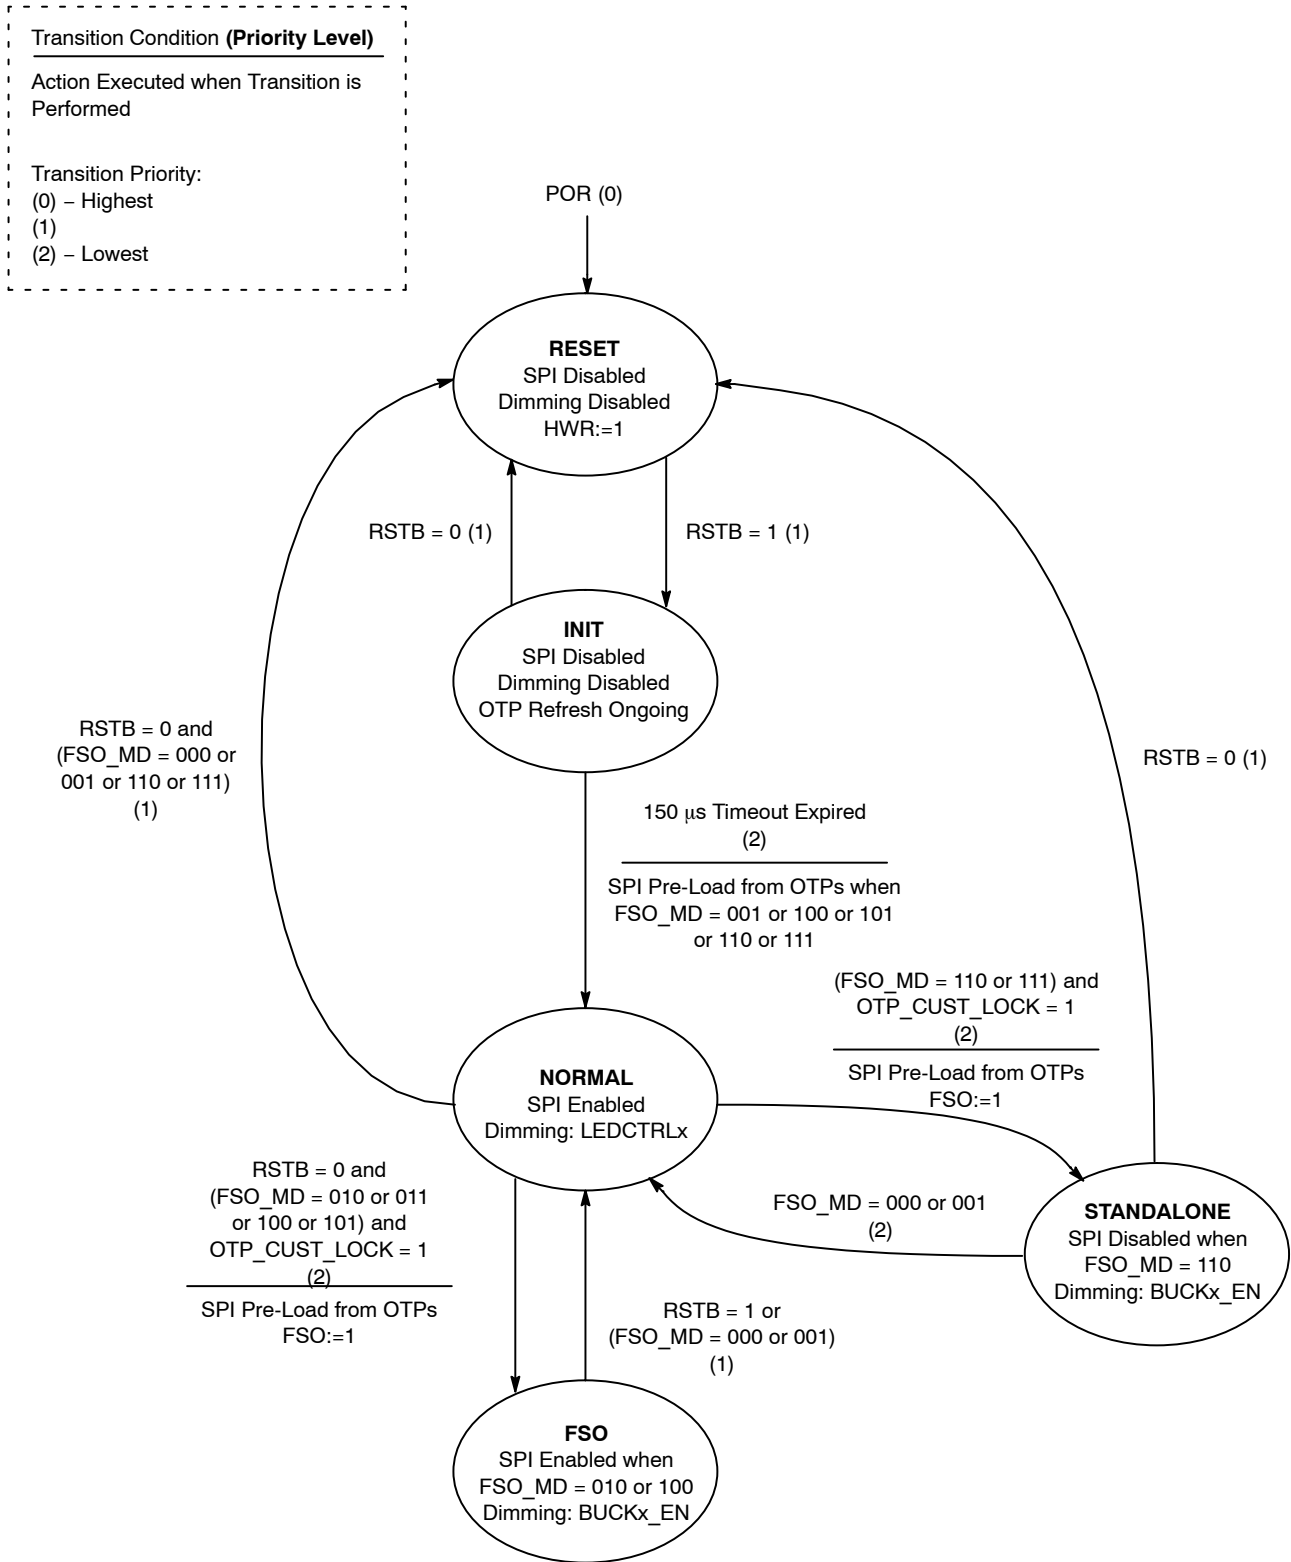 Transition Condition (Priority Level)
Action Executed when Transition is
Performed
Transition Priority:
(0) – Highest
(1)
(2) – Lowest
POR (0)
RESET
SPI Disabled
Dimming Disabled
HWR:=1
RSTB = 0 (1)
RSTB = 1 (1)
INIT
SPI Disabled
Dimming Disabled
OTP Refresh Ongoing
RSTB = 0 and
(FSO_MD = 000 or
001 or 110 or 111)
(1)
RSTB = 0 (1)
150 μs Timeout Expired
(2)
SPI Pre-Load from OTPs when
FSO_MD = 001 or 100 or 101
or 110 or 111
(FSO_MD = 110 or 111) and
OTP_CUST_LOCK = 1
(2)
SPI Pre-Load from OTPs
FSO:=1
NORMAL
SPI Enabled
Dimming: LEDCTRLx
RSTB = 0 and
(FSO_MD = 010 or 011
or 100 or 101) and
OTP_CUST_LOCK = 1
(2)
SPI Pre-Load from OTPs
FSO:=1
FSO_MD = 000 or 001
(2)
STANDALONE
SPI Disabled when
FSO_MD = 110
Dimming: BUCKx_EN
RSTB = 1 or
(FSO_MD = 000 or 001)
(1)
FSO
SPI Enabled when
FSO_MD = 010 or 100
Dimming: BUCKx_EN